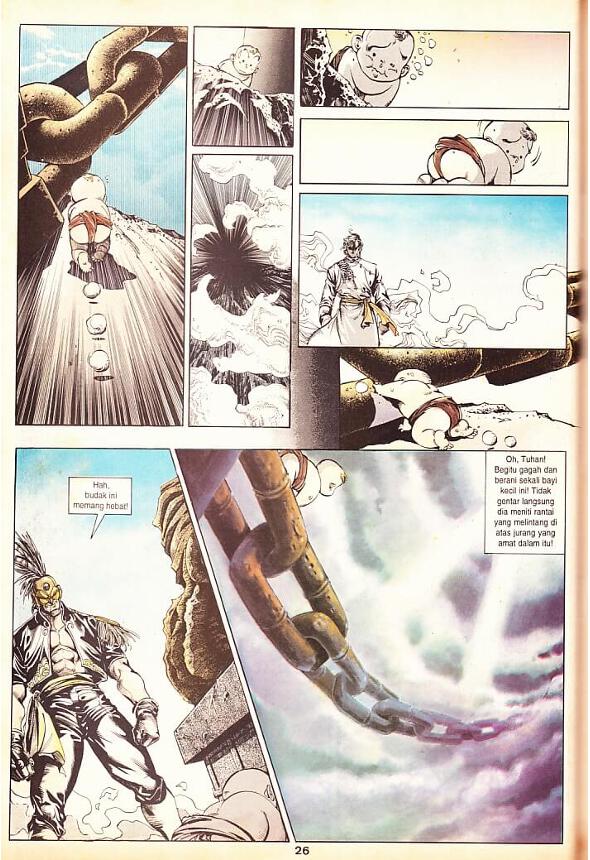 Oh, Tuhan!
Begitu gagah dan
berani sekali bayi
kecil ini! Tidak
gentar langsung
dia meniti rantai
yang melintang di
atas jurang yang
amat dalam itu!
Hah,
budak ini
memang hebat!
26